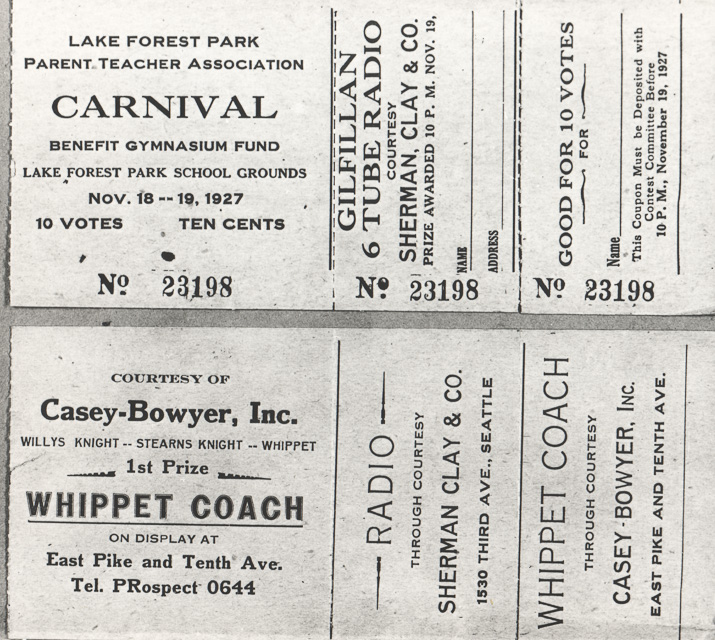 LAKE FOREST PARK
PARENT TEACHER ASSOCIATION
CARNIVAL
BENEFIT GYMNASIUM FUND
LAKE FOREST PARK SCHOOL GROUNDS
Nov. 18 -- 19, 1927
10 VOTES TEN CENTS
No 23198
GILFILLAN
6 TUBE RADIO
COURTESY
SHERMAN, CLAY & CO.
PRIZE AWARDED 10 P. M. NOV. 19,
NAME
ADDRESS
No 23198
GOOD FOR 10 VOTES
FOR
Name
This Coupon Must be Deposited with
Contest Committee Before
10 P. M., November 19, 1927
No 23198
COURTESY OF
Casey-Bowyer, Inc.
WILLYS KNIGHT -- STEARNS KNIGHT -- WHIPPET
1st Prize
WHIPPET COACH
ON DISPLAY AT
East Pike and Tenth Ave.
Tel. PRospect 0644
RADIO
THROUGH COURTESY
SHERMAN CLAY & CO.
1530 THIRD AVE., SEATTLE
WHIPPET COACH
THROUGH COURTESY
CASEY-BOWYER, INC.
EAST PIKE AND TENTH AVE.